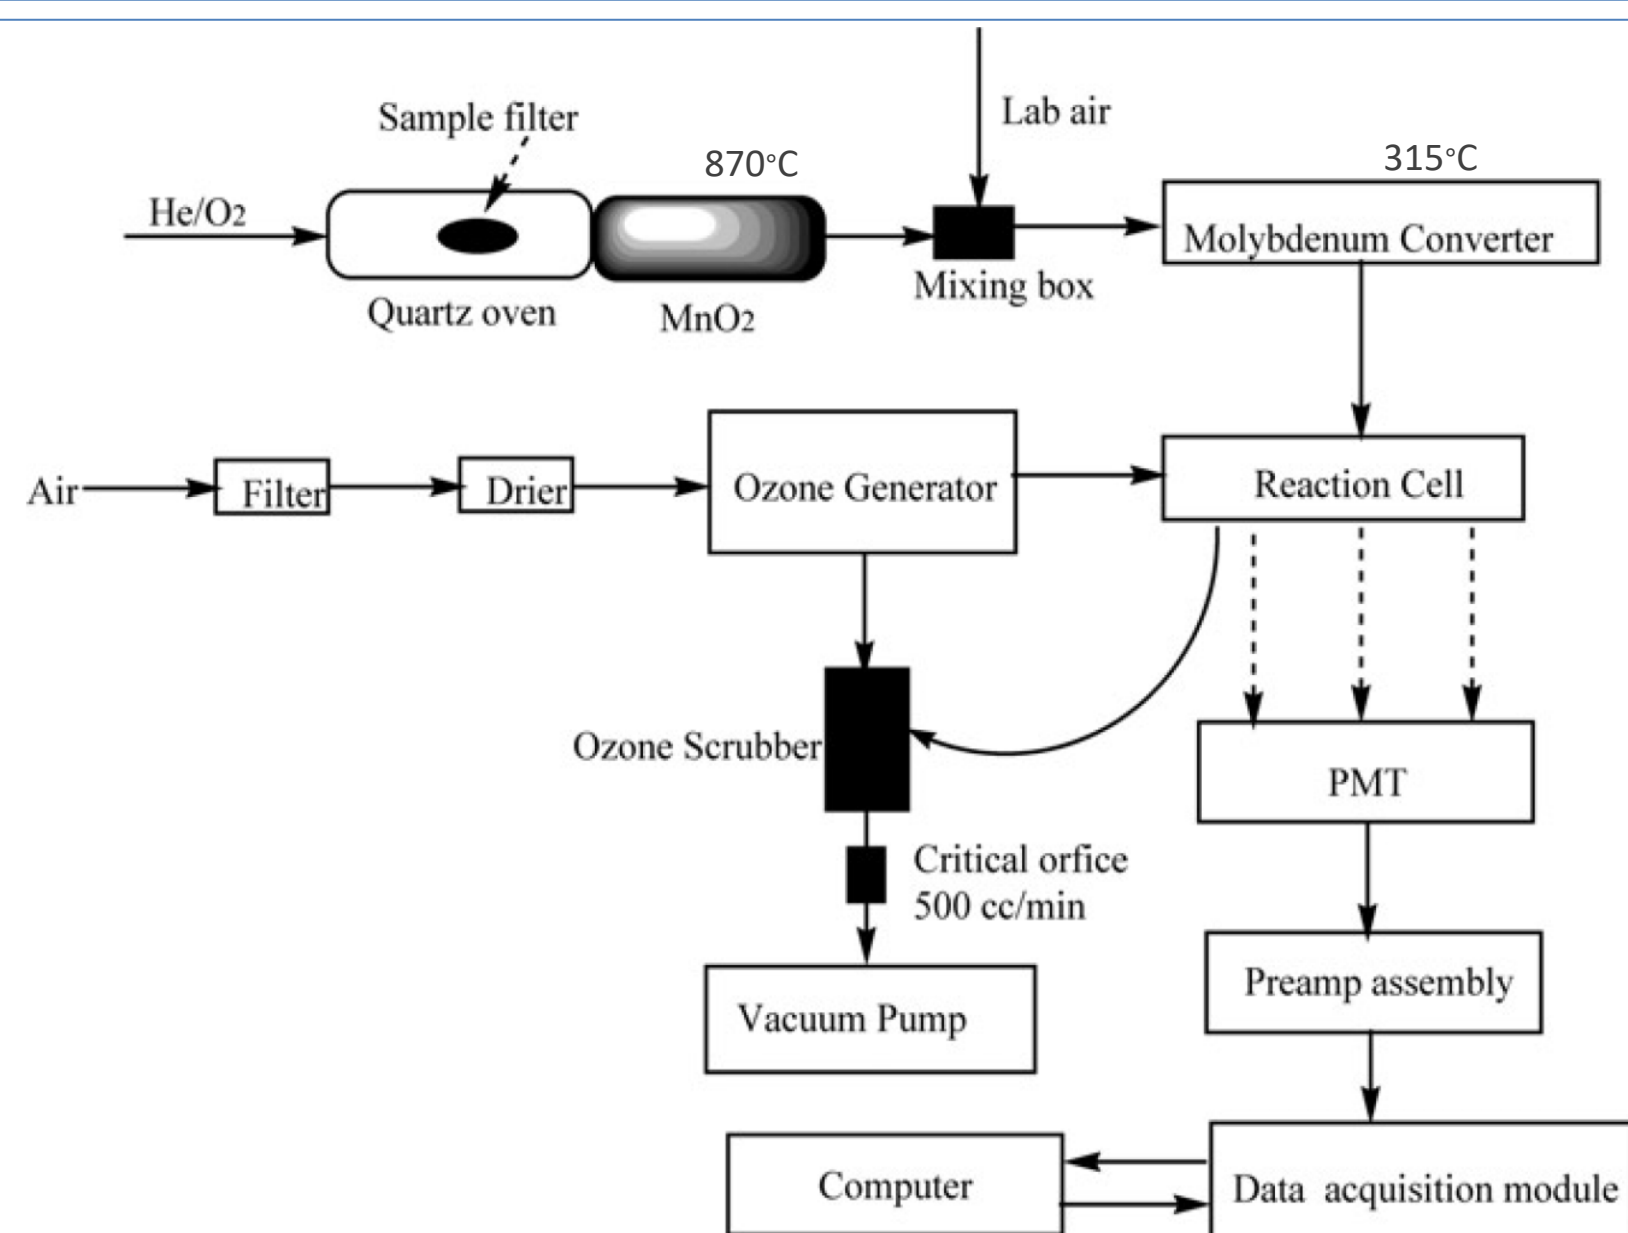 Sample filter
Lab air
870°C
315°C
He/O2
Molybdenum Converter
Mixing box
Quartz oven
MnO2
Air
Filter
Drier
Ozone Generator
Reaction Cell
Ozone Scrubber
PMT
Critical orfice
500 cc/min
Vacuum Pump
Preamp assembly
Computer
Data acquisition module